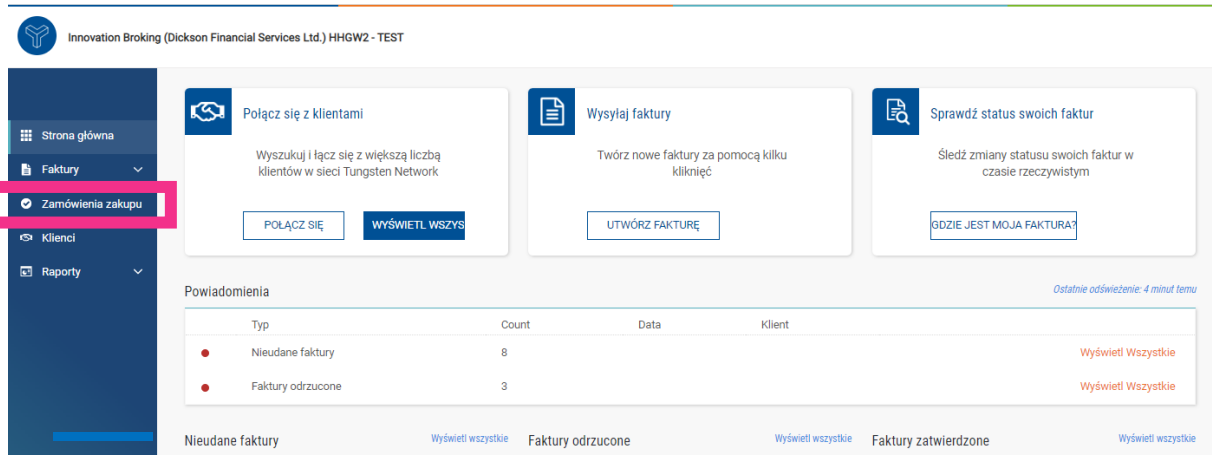 Innovation Broking (Dickson Financial Services Ltd.) HHGW2 - TEST
Strona główna
Faktury
Zamówienia zakupu
Klienci
Raporty
Połącz się z klientami
Wyszukuj i łącz się z większą liczbą
klientów w sieci Tungsten Network
POŁĄCZ SIĘ
WYŚWIETL WSZYS
Wysyłaj faktury
Twórz nowe faktury za pomocą kilku
kliknięć
UTWÓRZ FAKTURĘ
Sprawdź status swoich faktur
Śledź zmiany statusu swoich faktur w
czasie rzeczywistym
GDZIE JEST MOJA FAKTURA?
Powiadomienia
Ostatnie odświeżenie: 4 minut temu
Typ Count Data Klient
Nieudane faktury 8 Wyświetl Wszystkie
Faktury odrzucone 3 Wyświetl Wszystkie
Nieudane faktury Wyświetl wszystkie
Faktury odrzucone Wyświetl wszystkie
Faktury zatwierdzone Wyświetl wszystkie